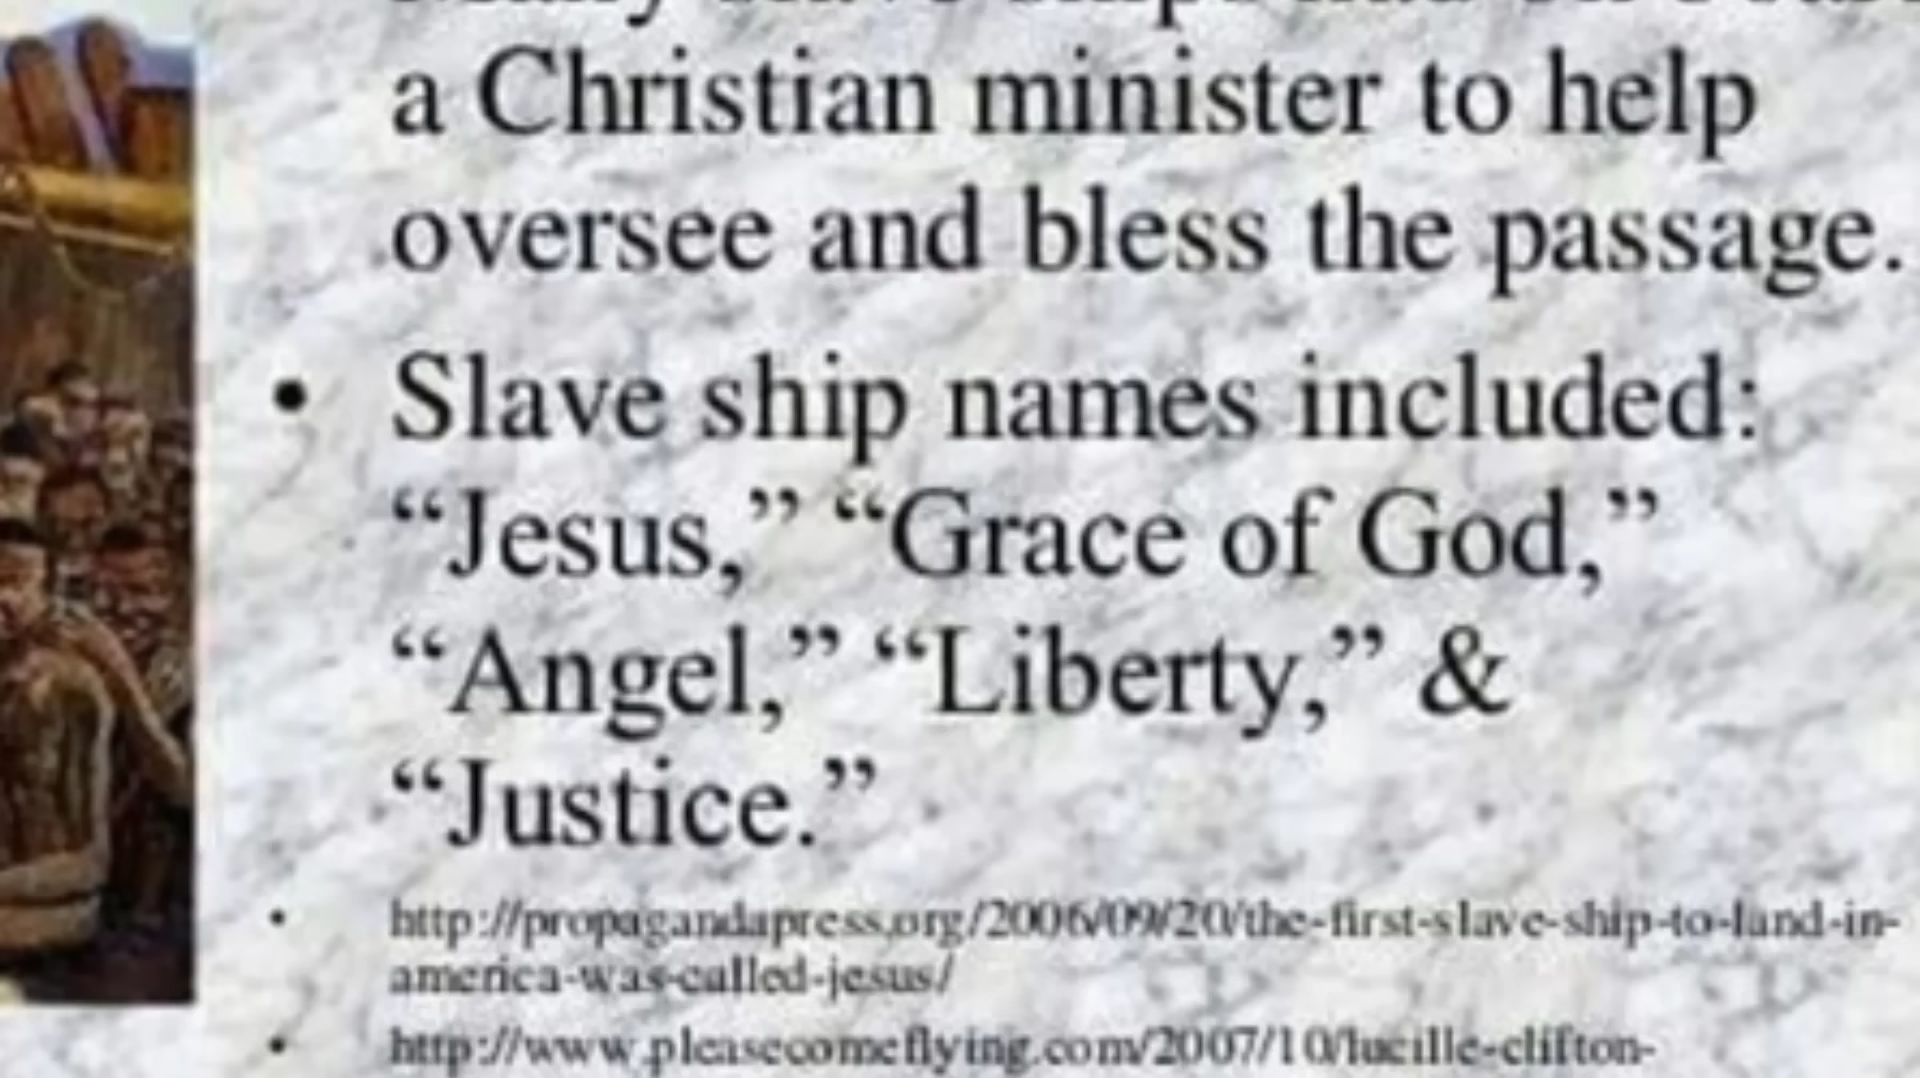 a Christian minister to help
oversee and bless the passage.
• Slave ship names included:
“Jesus,” “Grace of God,”
“Angel,” “Liberty,” &
“Justice.”
• http://propagandapress.org/2006/09/20/the-first-slave-ship-to-land-in-
america-was-called-jesus/
• http://www.pleasecomeflying.com/2007/10/lucille-clifton-